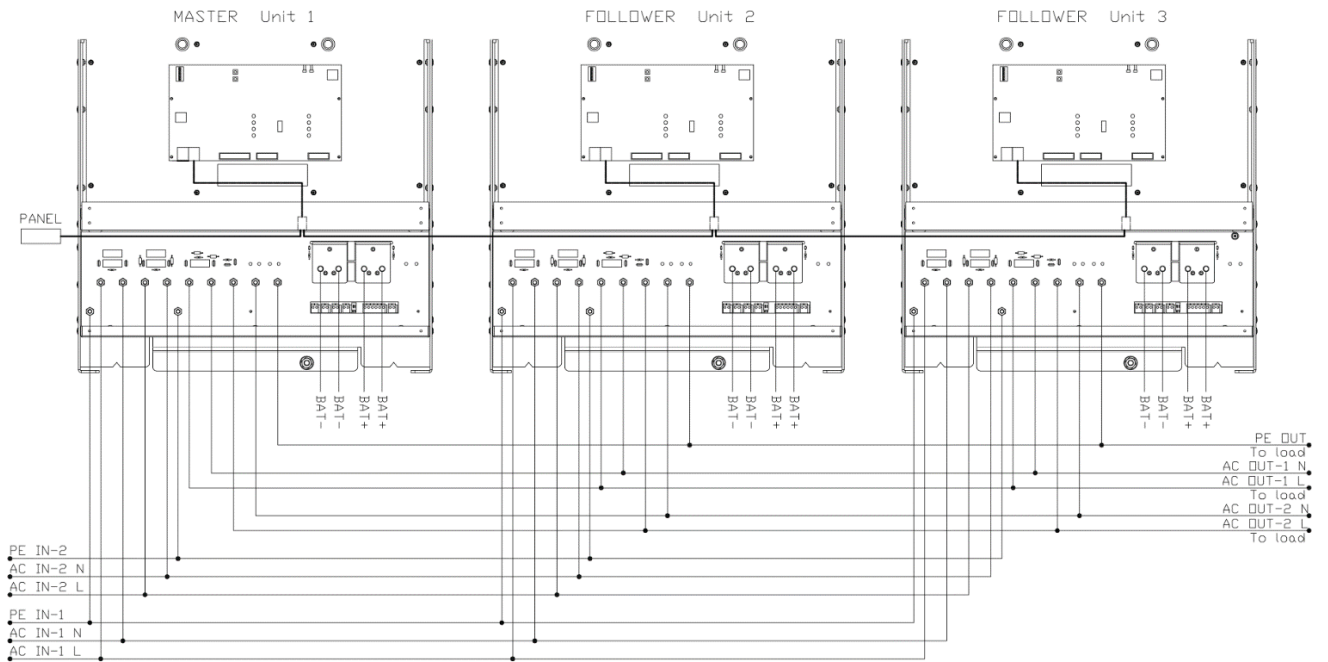 MASTER Unit 1
FOLLOWER Unit 2
FOLLOWER Unit 3
PANEL
BAT-
BAT-
BAT+
BAT+
BAT-
BAT-
BAT+
BAT+
BAT-
BAT-
BAT+
BAT+
PE OUT
To load
AC OUT-1 N
AC OUT-1 L
To load
AC OUT-2 N
AC OUT-2 L
To load
PE IN-2
AC IN-2 N
AC IN-2 L
PE IN-1
AC IN-1 N
AC IN-1 L